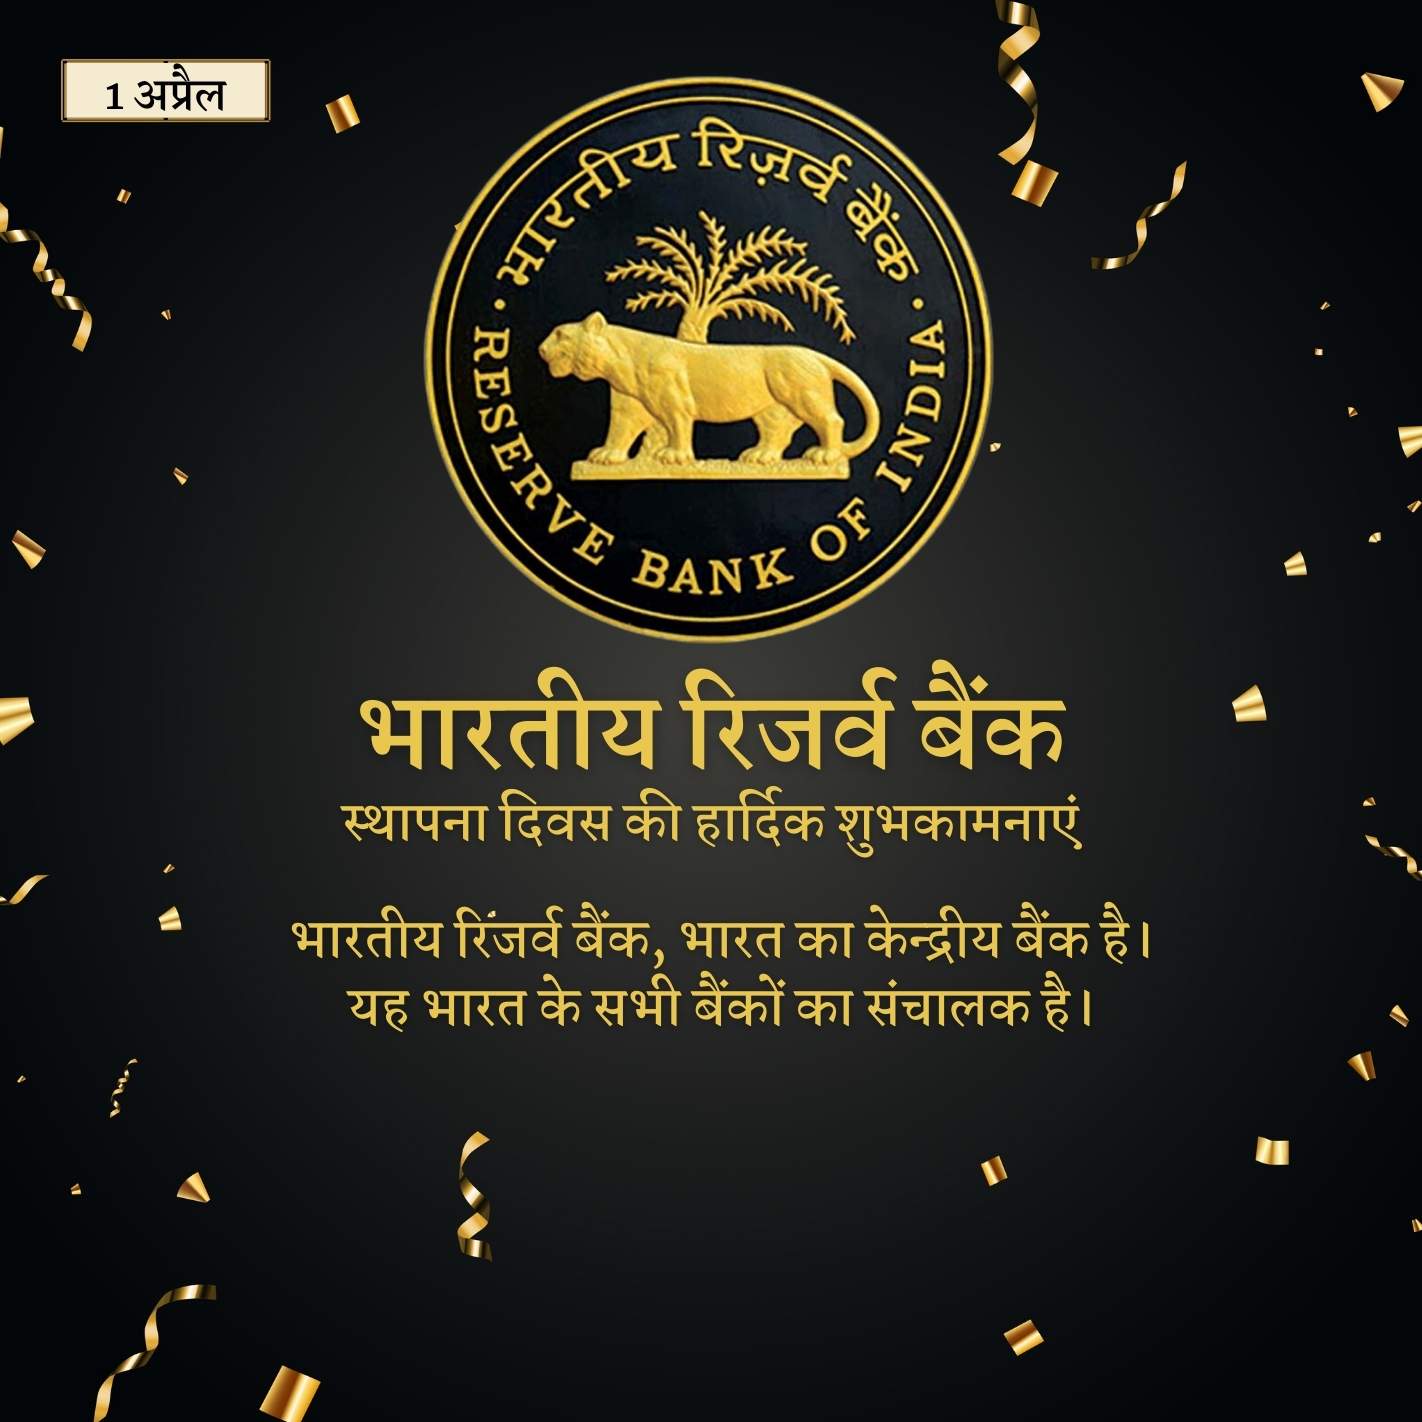 1 अप्रैल
भारतीय रिज़र्व बैंक
RESERVE BANK OF INDIA
भारतीय रिजर्व बैंक
स्थापना दिवस की हार्दिक शुभकामनाएं
भारतीय रिंजर्व बैंक, भारत का केन्द्रीय बैंक है।
यह भारत के सभी बैंकों का संचालक है।